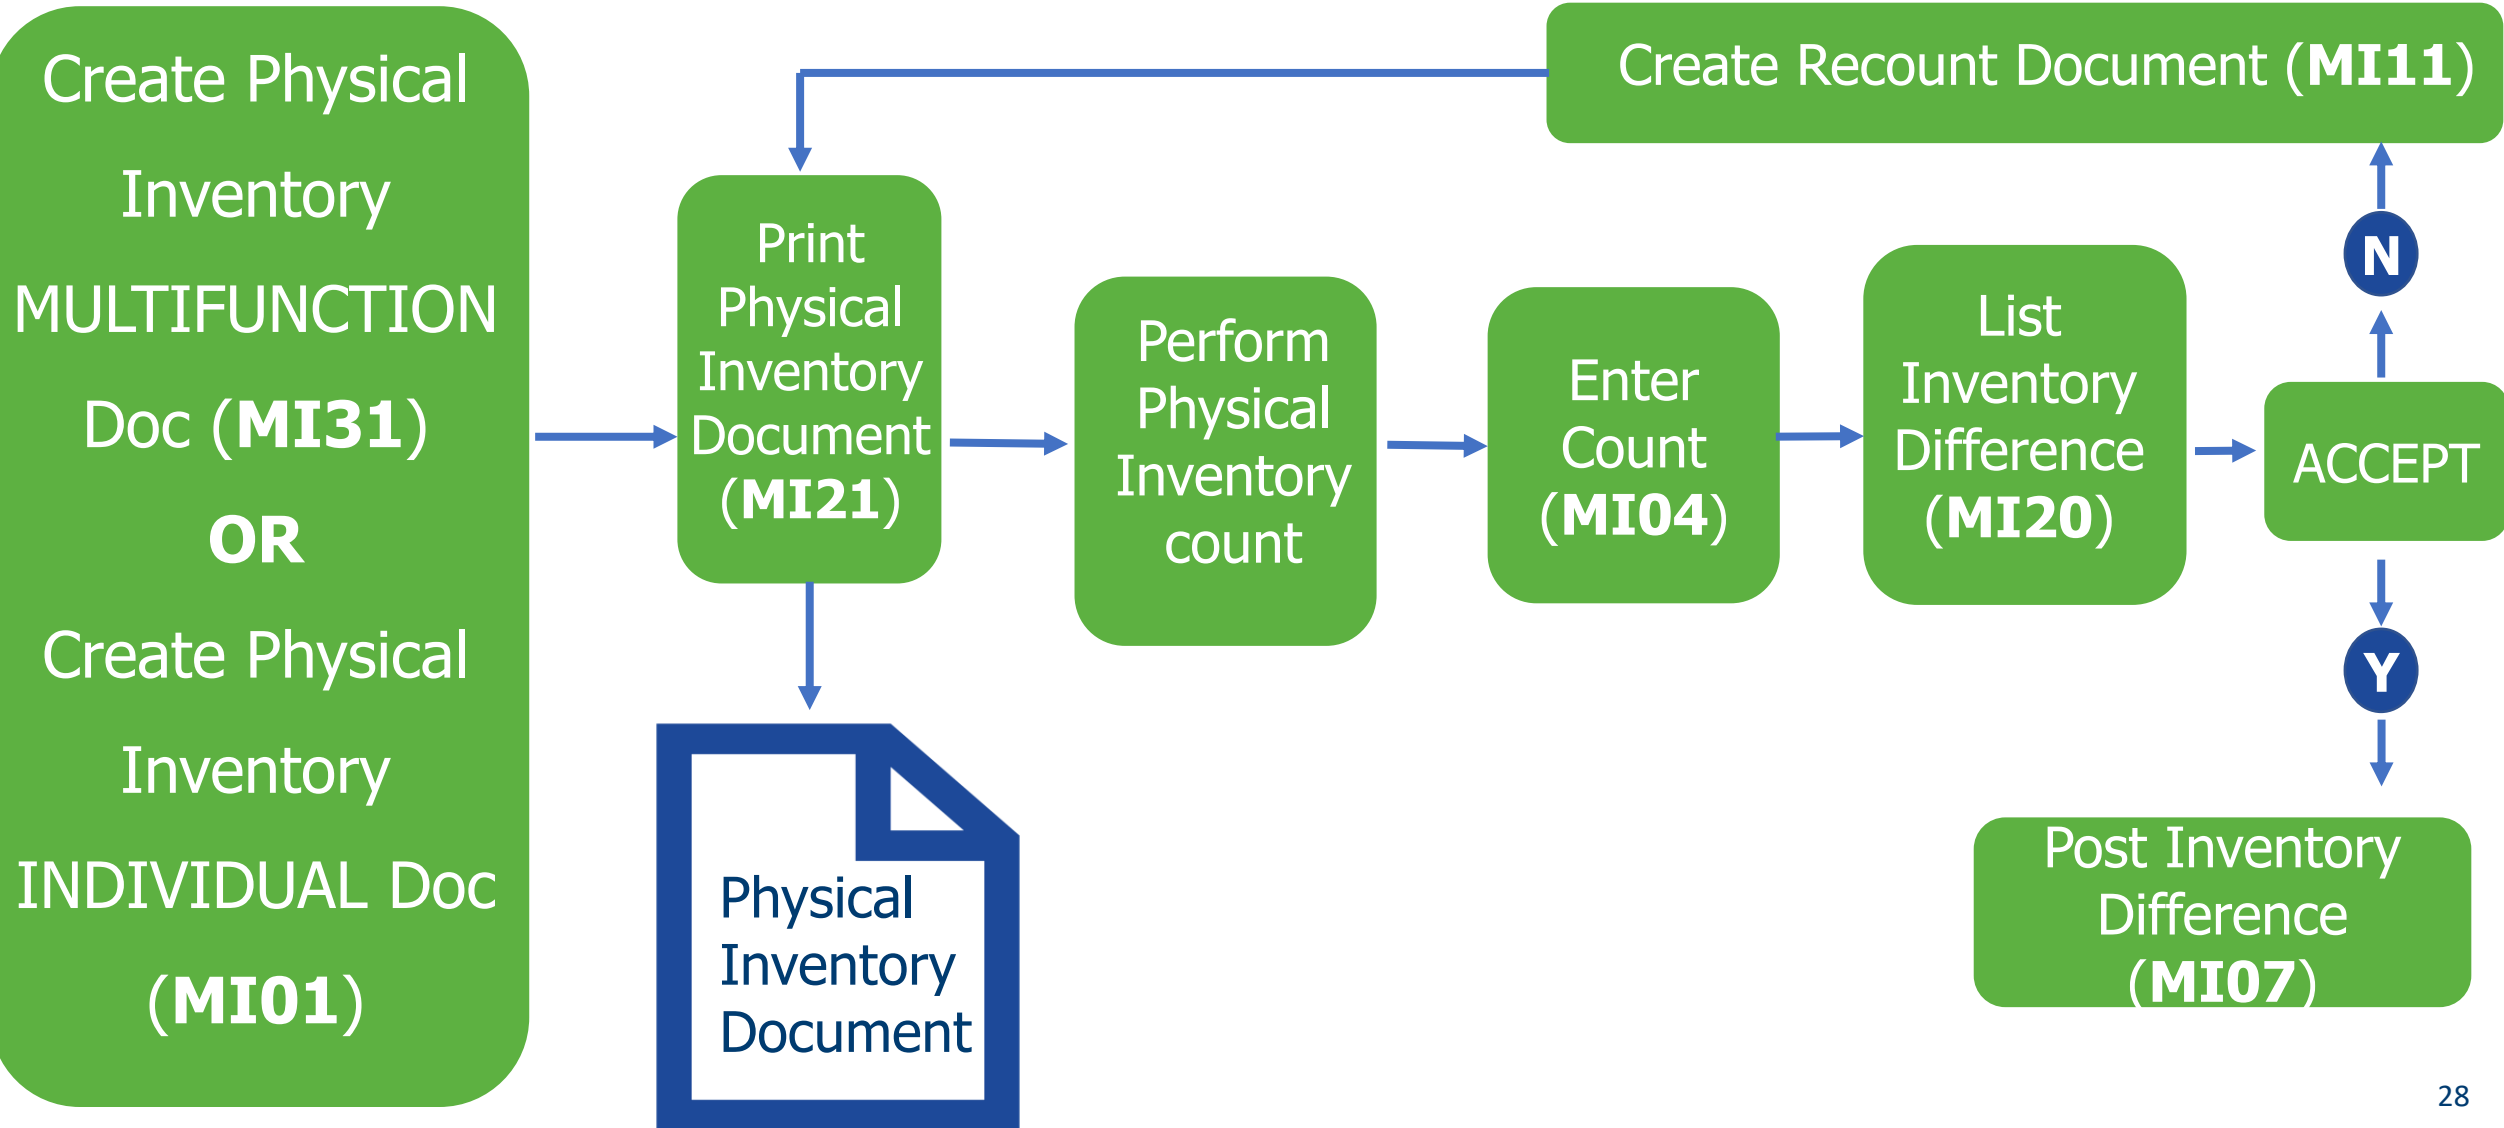 Create Physical
Inventory
MULTIFUNCTION
Doc (MI31)
OR
Create Physical
Inventory
INDIVIDUAL Doc
(MI01)
Print
Physical
Inventory
Document
(MI21)
Physical
Inventory
Document
Perform
Physical
Inventory
count
Enter
Count
(MI04)
List
Inventory
Difference
(MI20)
ACCEPT
N
Create Recount Document (MI11)
Y
Post Inventory
Difference
(MI07)
28